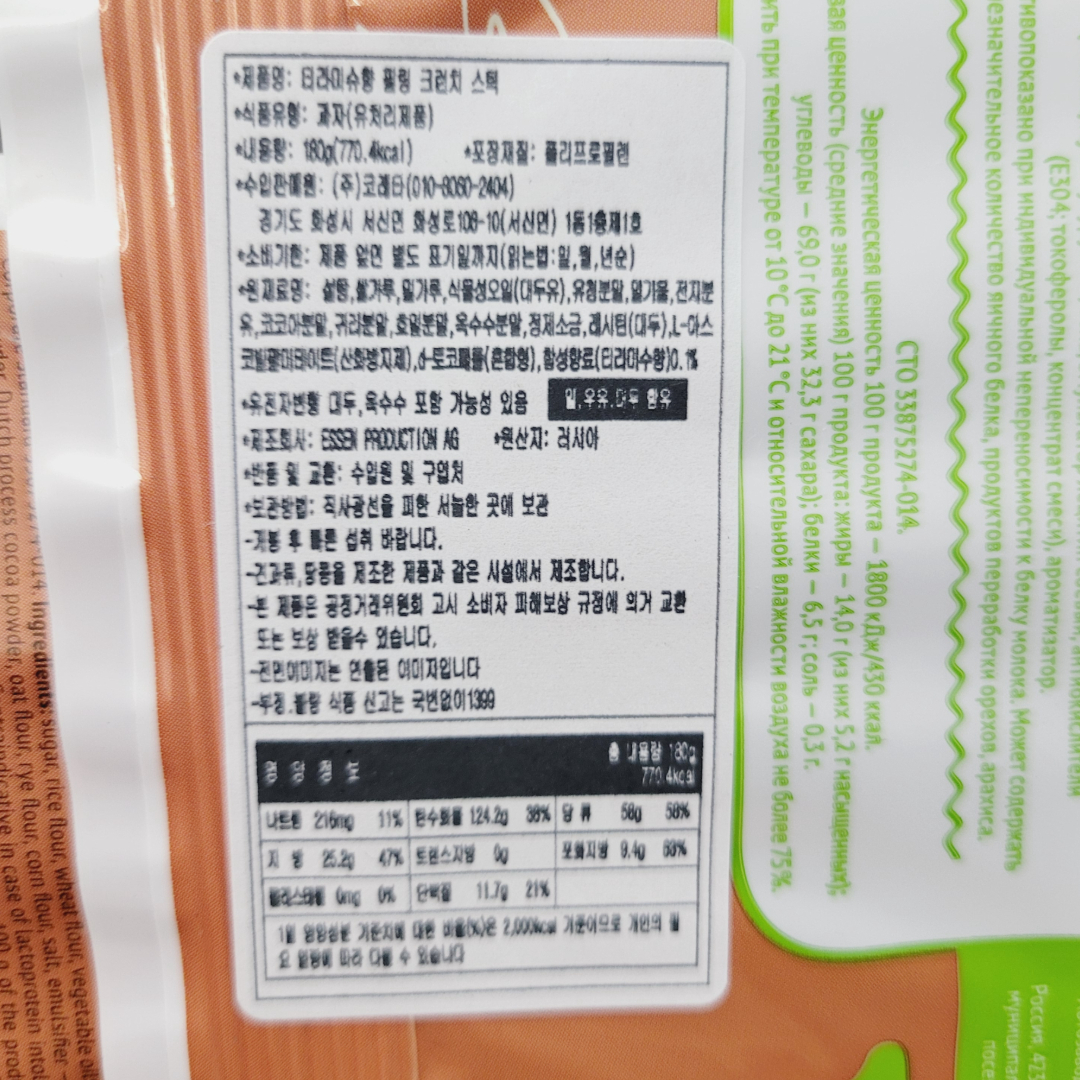 *제품명: 티라미슈향 필링 크런치 스틱
*식품유형: 과자(유처리제품)
*내용량: 180g(770.4kcal) *포장재질: 폴리프로필렌
*수입판매원: (주)코레타(010-8060-2404)
경기도 화성시 서신면 화성로108-10(서신면) 1동1층제1호
*소비기한: 제품 앞면 별도 표기일까지(읽는법:일,월,년순)
*원재료명: 설탕,쌀가루,밀가루,식물성오일(대두유),유청분말,밀기울,전지분
유,코코아분말,귀리분말,호밀분말,옥수수분말,정제소금,레시틴(대두),L-아스
코빌팔미테이트(산화방지제),d-토코페롤(혼합형),합성향료(티라미슈향)0.1%
*유전자변형 대두,옥수수 포함 가능성 있음 밀,우유,대두 함유
*제조회사: ESSEN PRODUCTION AG *원산지: 러시아
*반품 및 교환: 수입원 및 구입처
*보관방법: 직사광선을 피한 서늘한 곳에 보관
-개봉 후 빠른 섭취 바랍니다.
-견과류,땅콩을 제조한 제품과 같은 시설에서 제조합니다.
-본 제품은 공정거래위원회 고시 소비자 피해보상 규정에 의거 교환
또는 보상 받을수 있습니다.
-전면이미지는 연출된 이미지입니다
-부정.불량 식품 신고는 국번없이1399
영 양 정 보 총 내용량 180g
770.4kcal
나트륨 216mg 11% 탄수화물 124.2g 38% 당 류 58g 58%
지 방 25.2g 47% 트랜스지방 0g 포화지방 9.4g 63%
콜레스테롤 0mg 0% 단백질 11.7g 21%
1일 영양성분 기준치에 대한 비율(%)은 2,000kcal 기준이므로 개인의 필
요 열량에 따라 다를 수 있습니다
(E304; токоферолы, концентрат смеси), ароматизатор.
ивопоказано при индивидуальной непереносимости к белку молока. Может содержать
езначительное количество яичного белка, продуктов переработки орехов, арахиса.
СТО 33875274-014.
Энергетическая ценность 100 г продукта – 1800 кДж/430 ккал.
вая ценность (средние значения) 100 г продукта: жиры – 14,0 г (из них 5,2 г насыщенных);
углеводы – 69,0 г (из них 32,3 г сахара); белки – 6,5 г; соль – 0,3 г.
ить при температуре от 10°С до 21°С и относительной влажности воздуха не более 75%.
Россия, 423
муниципа
посе
014. Ingredients: sugar, rice flour, wheat flour, vegetable oil
Dutch process cocoa powder, oat flour, rye flour, corn flour, salt, emulsifier –
indicative in case of lactoprotein intol
100 g of the prod